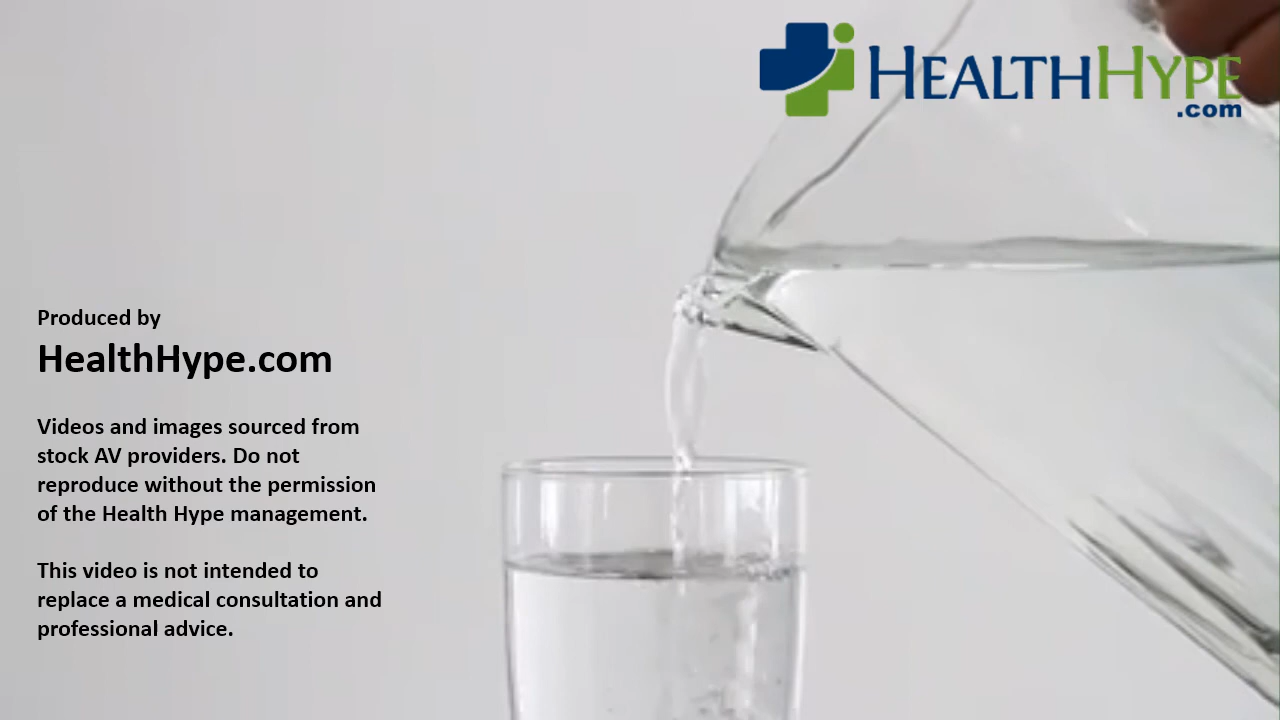 HEALTHHYPE
.com
Produced by
HealthHype.com
Videos and images sourced from
stock AV providers. Do not
reproduce without the permission
of the Health Hype management.
This video is not intended to
replace a medical consultation and
professional advice.